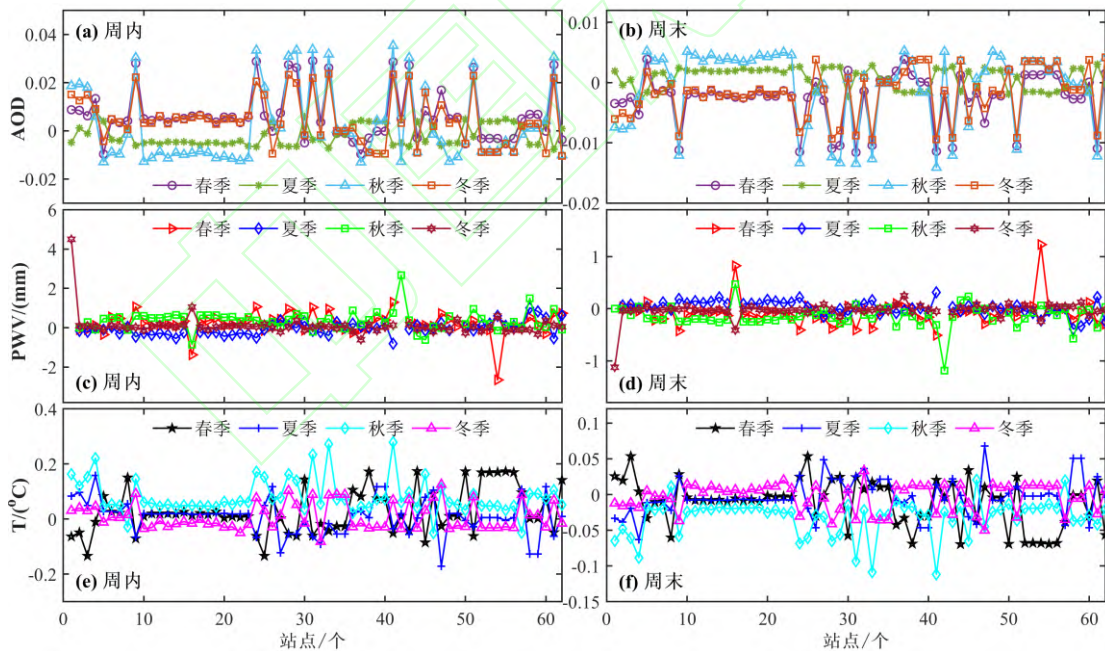 (a) 周内
(b) 周末
AOD
0.04
0.02
0
-0.02
0.01
0
-0.01
-0.02
春季 夏季 秋季 冬季
春季 夏季 秋季 冬季
PWV/(mm)
6
4
2
0
-2
2
1
0
-1
春季 夏季 秋季 冬季
春季 夏季 秋季 冬季
(c) 周内
(d) 周末
T/(⁰C)
0.4
0.2
0
-0.2
0.1
0.05
0
-0.05
-0.1
-0.15
春季 夏季 秋季 冬季
春季 夏季 秋季 冬季
(e) 周内
(f) 周末
0 10 20 30 40 50 60
0 10 20 30 40 50 60
站点/个
站点/个